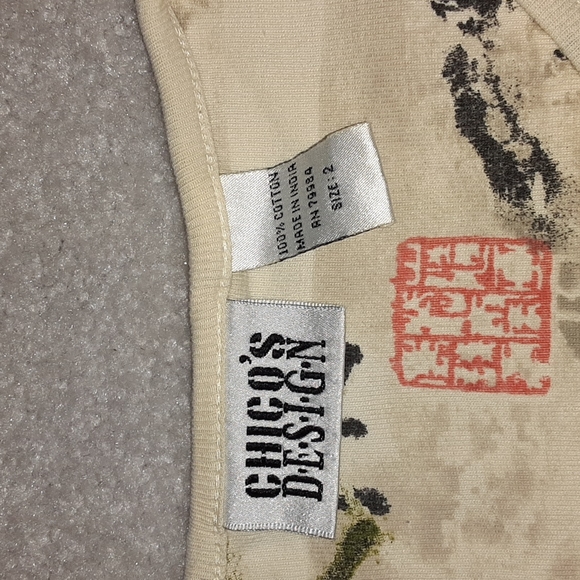 100% COTTON
MADE IN INDIA
RN 79984
SIZE: 2
CHICO'S
D·E·S·I·G·N